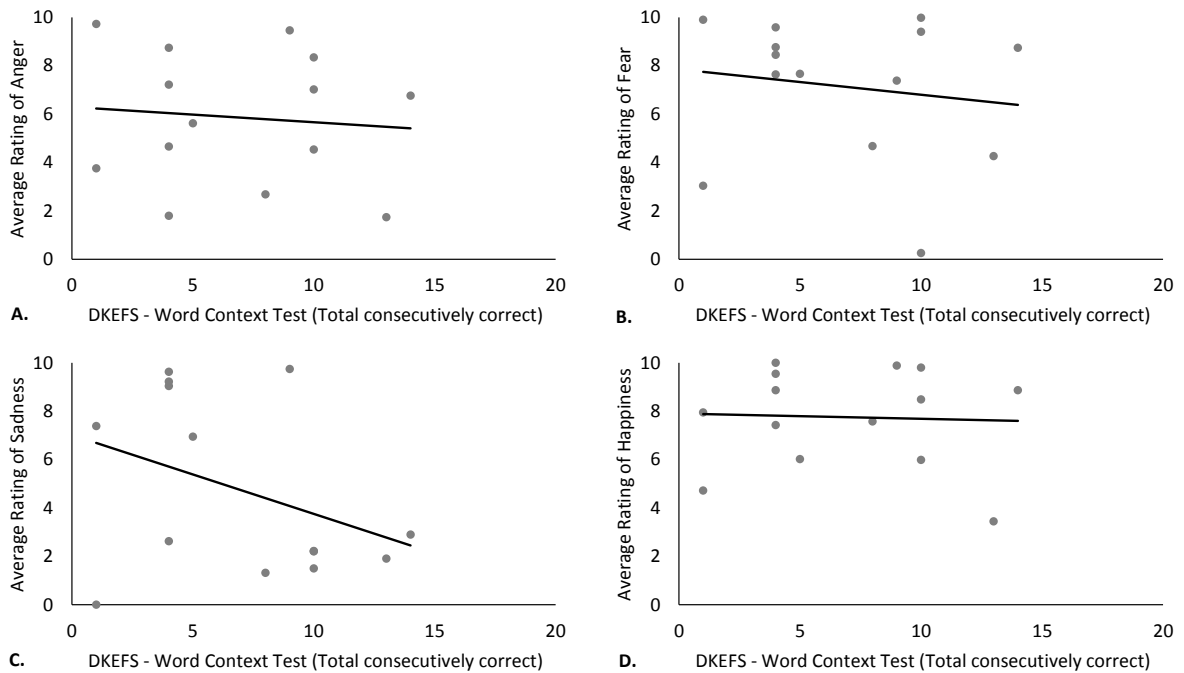 10
8
6
4
2
0
Average Rating of Anger
0 5 10 15 20
A. DKEFS - Word Context Test (Total consecutively correct)
10
8
6
4
2
0
Average Rating of Fear
0 5 10 15 20
B. DKEFS - Word Context Test (Total consecutively correct)
10
8
6
4
2
0
Average Rating of Sadness
0 5 10 15 20
C. DKEFS - Word Context Test (Total consecutively correct)
10
8
6
4
2
0
Average Rating of Happiness
0 5 10 15 20
D. DKEFS - Word Context Test (Total consecutively correct)